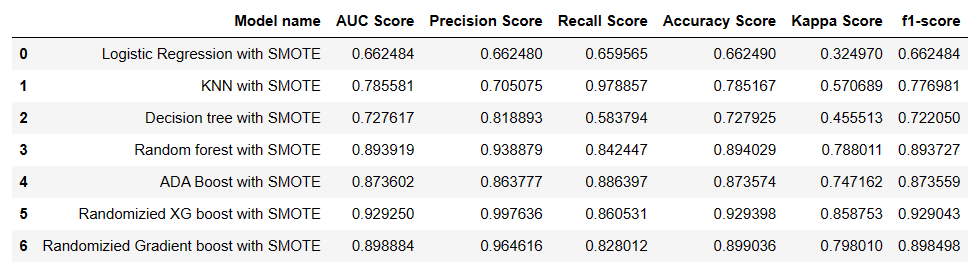 Model name AUC Score Precision Score Recall Score Accuracy Score Kappa Score f1-score
0 Logistic Regression with SMOTE 0.662484 0.662480 0.659565 0.662490 0.324970 0.662484
1 KNN with SMOTE 0.785581 0.705075 0.978857 0.785167 0.570689 0.776981
2 Decision tree with SMOTE 0.727617 0.818893 0.583794 0.727925 0.455513 0.722050
3 Random forest with SMOTE 0.893919 0.938879 0.842447 0.894029 0.788011 0.893727
4 ADA Boost with SMOTE 0.873602 0.863777 0.886397 0.873574 0.747162 0.873559
5 Randomizied XG boost with SMOTE 0.929250 0.997636 0.860531 0.929398 0.858753 0.929043
6 Randomizied Gradient boost with SMOTE 0.898884 0.964616 0.828012 0.899036 0.798010 0.898498